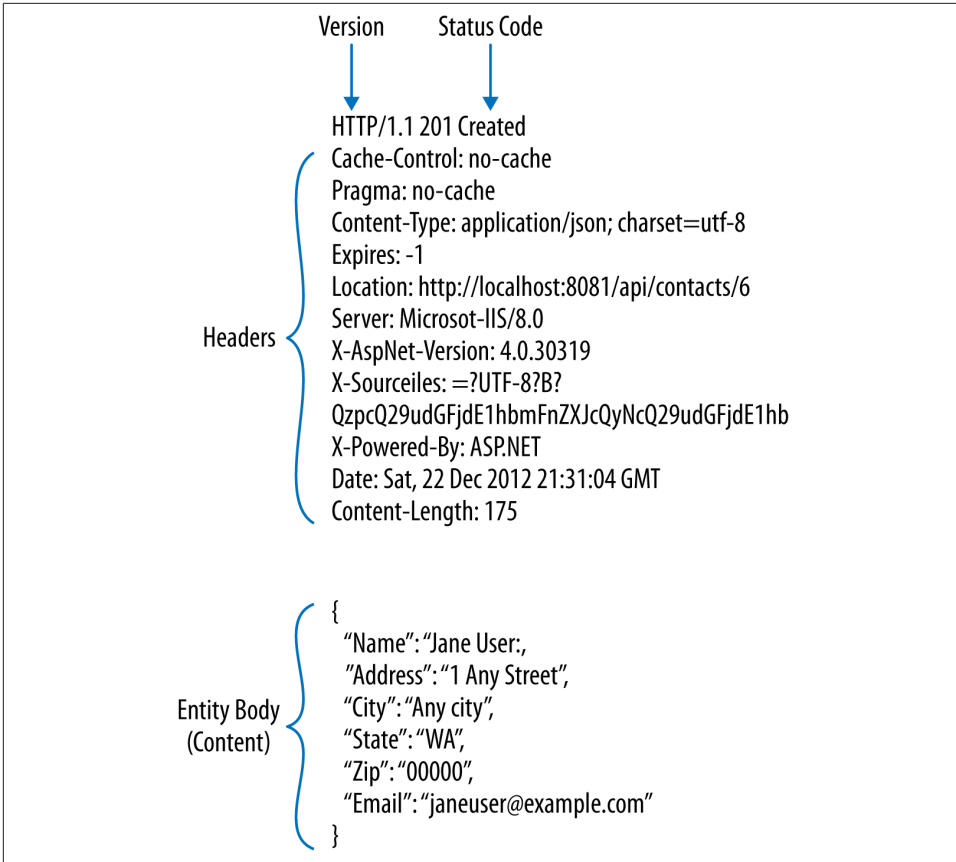 Version Status Code
HTTP/1.1 201 Created
Cache-Control: no-cache
Pragma: no-cache
Content-Type: application/json; charset=utf-8
Expires: -1
Location: http://localhost:8081/api/contacts/6
Server: Microsot-IIS/8.0
Headers
X-AspNet-Version: 4.0.30319
X-Sourceiles: =?UTF-8?B?
QzpcQ29udGFjdE1hbmFnZXJcQyNcQ29udGFjdE1hb
X-Powered-By: ASP.NET
Date: Sat, 22 Dec 2012 21:31:04 GMT
Content-Length: 175
{
“Name”: “Jane User:,
”Address”: “1 Any Street”,
“City”: “Any city”,
Entity Body
(Content)
“State”: “WA”,
“Zip”: “00000”,
“Email”: “janeuser@example.com”
}